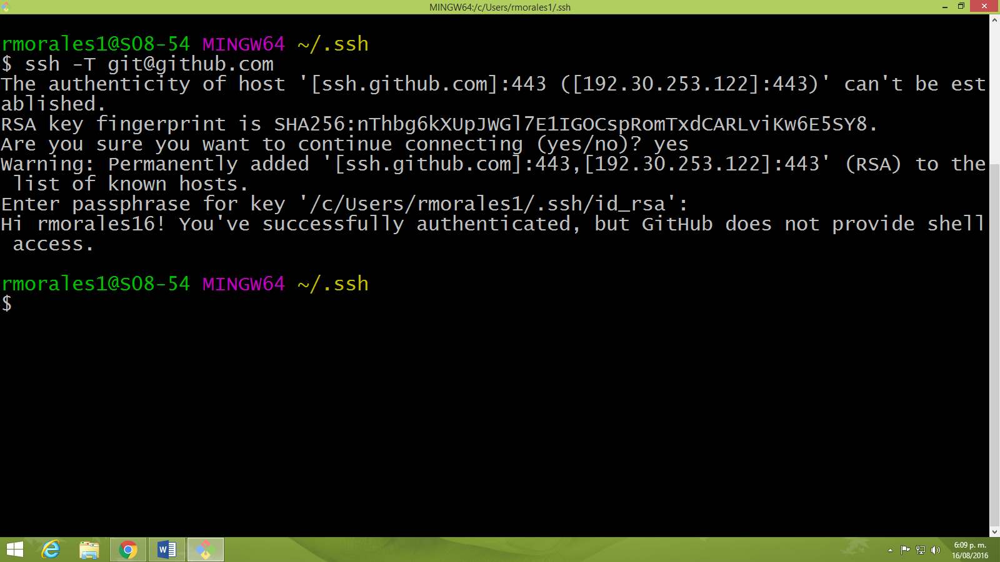 MINGW64:/c/Users/rmorales1/.ssh
rmorales1@S08-54 MINGW64 ~/.ssh
$ ssh -T git@github.com
The authenticity of host '[ssh.github.com]:443 ([192.30.253.122]:443)' can't be est
ablished.
RSA key fingerprint is SHA256:nThbg6kXUpJWGl7E1IGOCspRomTxdCARLviKw6E5SY8.
Are you sure you want to continue connecting (yes/no)? yes
Warning: Permanently added '[ssh.github.com]:443,[192.30.253.122]:443' (RSA) to the
 list of known hosts.
Enter passphrase for key '/c/Users/rmorales1/.ssh/id_rsa':
Hi rmorales16! You've successfully authenticated, but GitHub does not provide shell
 access.
rmorales1@S08-54 MINGW64 ~/.ssh
$
6:09 p. m.
16/08/2016